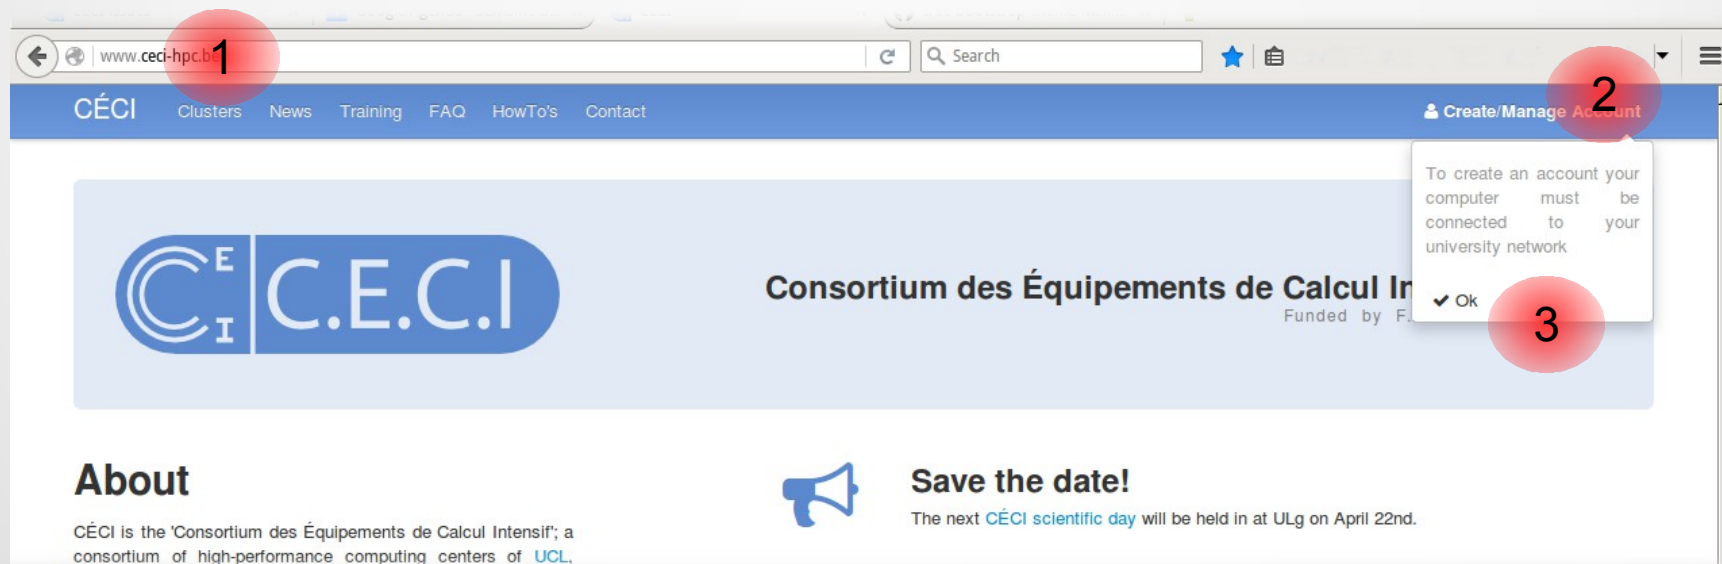 www.ceci-hpc.be
1
Search
CÉCI Clusters News Training FAQ HowTo's Contact
Create/Manage Account
2
To create an account your
computer must be
connected to your
university network
Ok
3
C E I C.E.C.I
Consortium des Équipements de Calcul In
Funded by F.
About
CÉCI is the 'Consortium des Équipements de Calcul Intensif'; a
consortium of high-performance computing centers of UCL,
Save the date!
The next CÉCI scientific day will be held in at ULg on April 22nd.